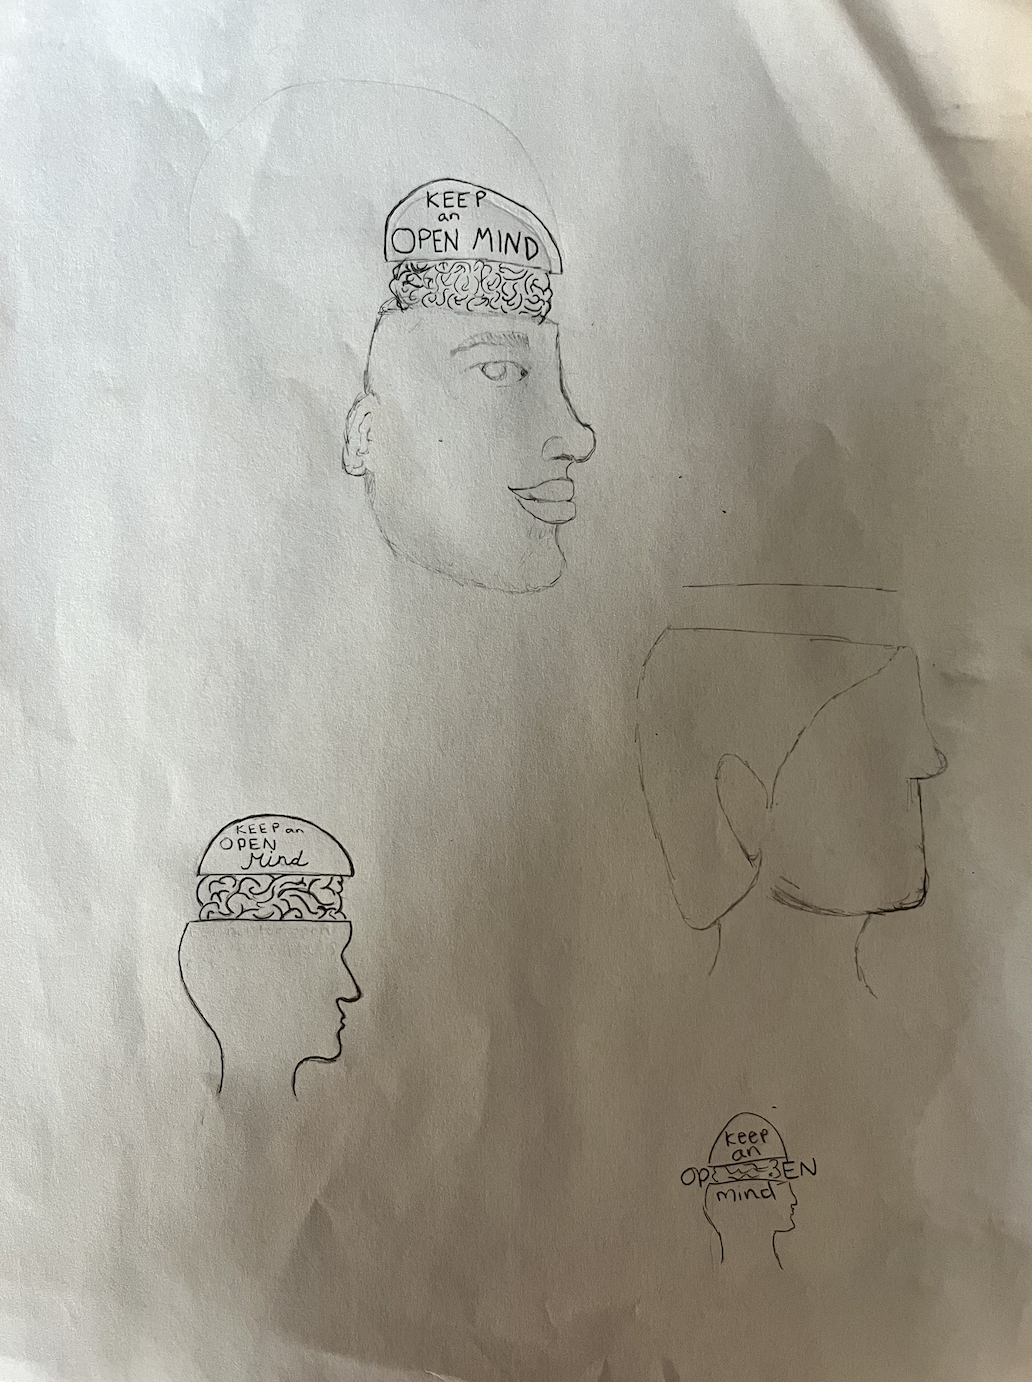 KEEP
an
OPEN MIND
KEEP an
OPEN
Mind
keep
an
OP EN
mind